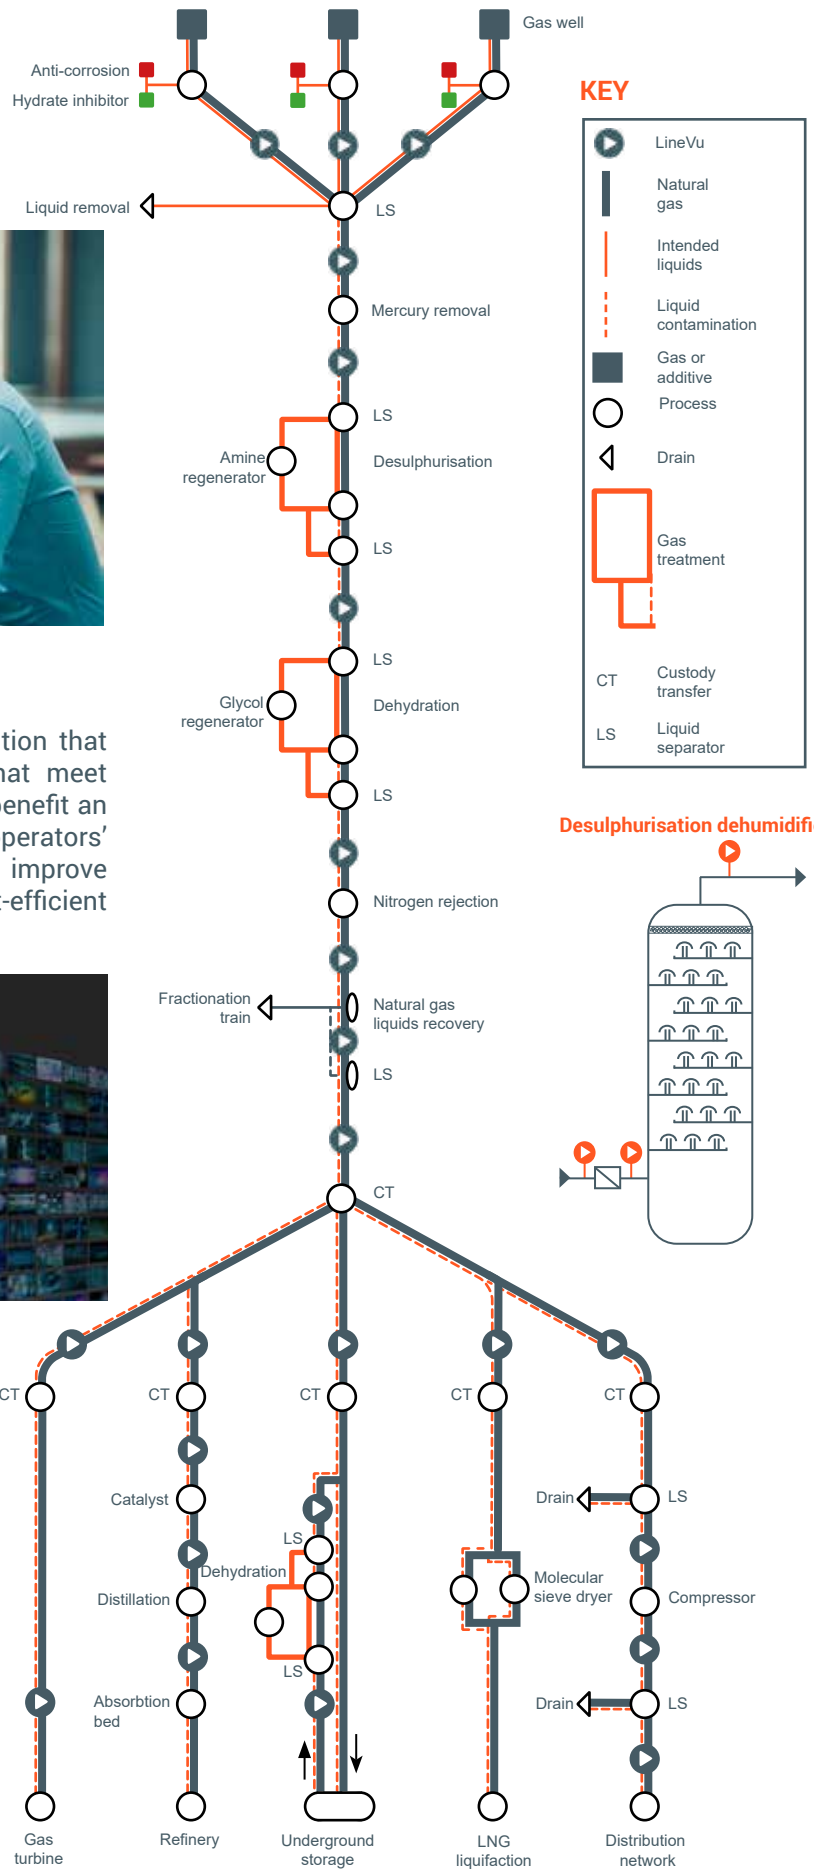 Gas well
Anti-corrosion
Hydrate inhibitor
Liquid removal
LS
Mercury removal
LS
Amine
regenerator
Desulphurisation
LS
LS
Glycol
regenerator
Dehydration
LS
Nitrogen rejection
Fractionation
train
Natural gas
liquids recovery
LS
CT
CT
CT
CT
CT
CT
Catalyst
Distillation
Absorbtion
bed
LS
Dehydration
LS
Molecular
sieve dryer
Drain
LS
Compressor
Drain
LS
Gas
turbine
Refinery
Underground
storage
LNG
liquifaction
Distribution
network
KEY
LineVu
Natural
gas
Intended
liquids
Liquid
contamination
Gas or
additive
Process
Drain
Gas
treatment
CT
Custody
transfer
LS
Liquid
separator
Desulphurisation dehumidifi
tion that
hat meet
benefit an
perators'
improve
t-efficient